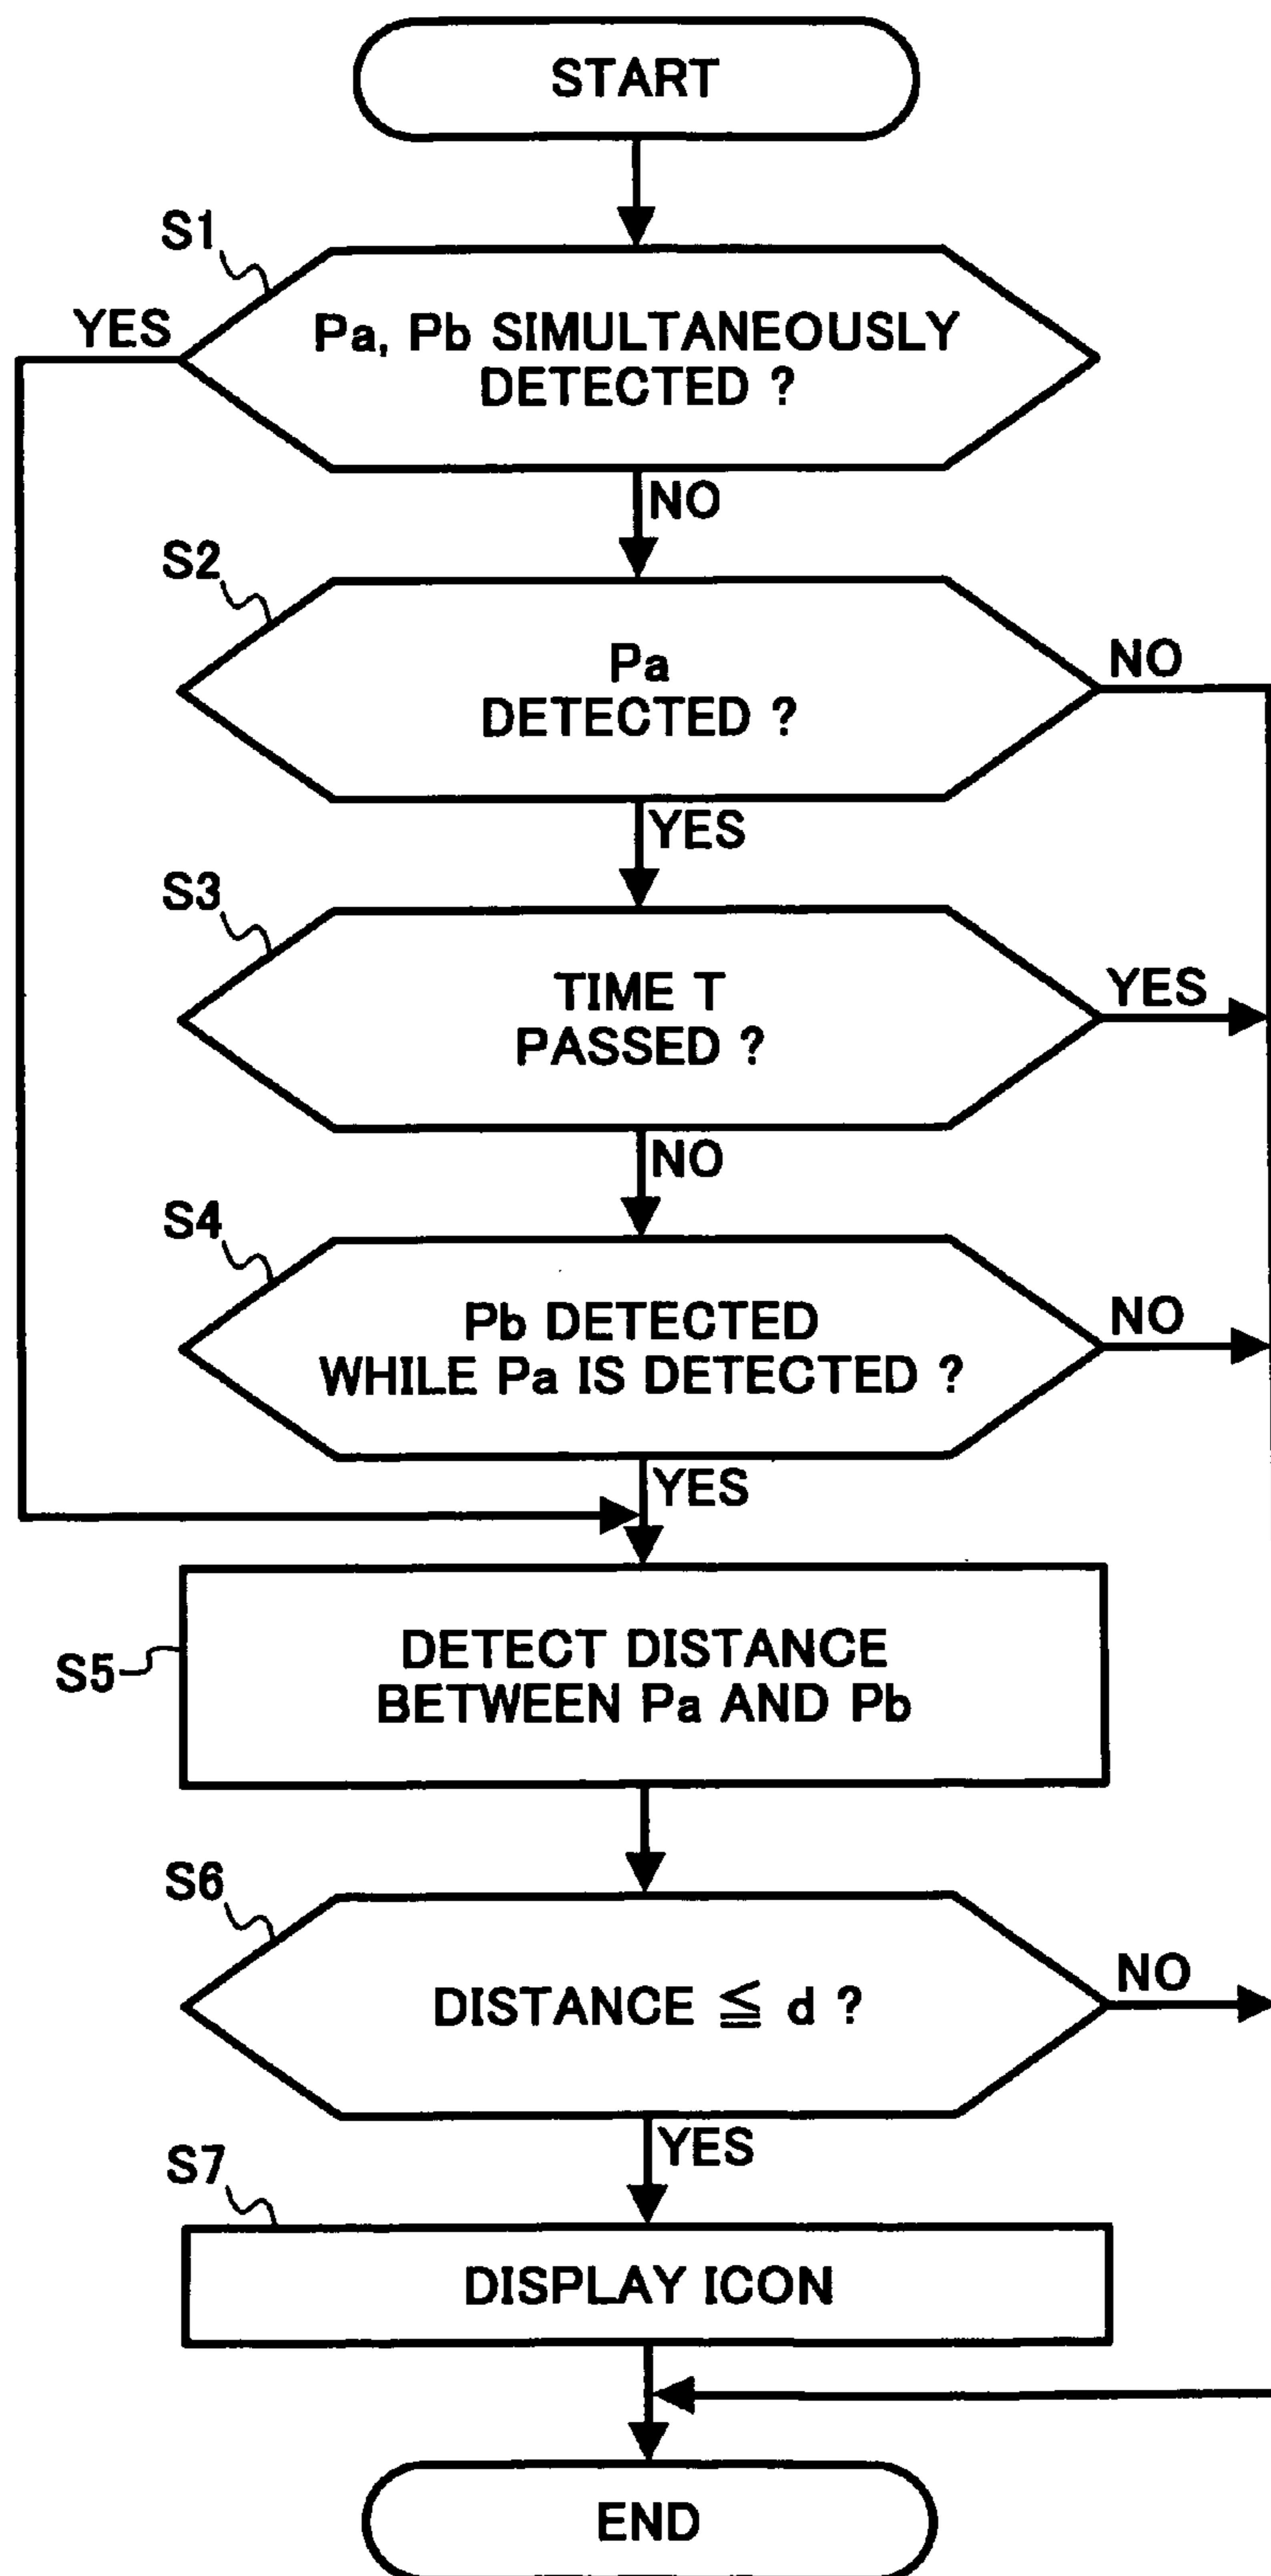 START
S1
YES
Pa, Pb SIMULTANEOUSLY
DETECTED ?
NO
S2
Pa
DETECTED ?
NO
YES
S3
TIME T
PASSED ?
YES
NO
S4
Pb DETECTED
WHILE Pa IS DETECTED ?
NO
YES
S5
DETECT DISTANCE
BETWEEN Pa AND Pb
S6
DISTANCE ≦ d ?
NO
YES
S7
DISPLAY ICON
END